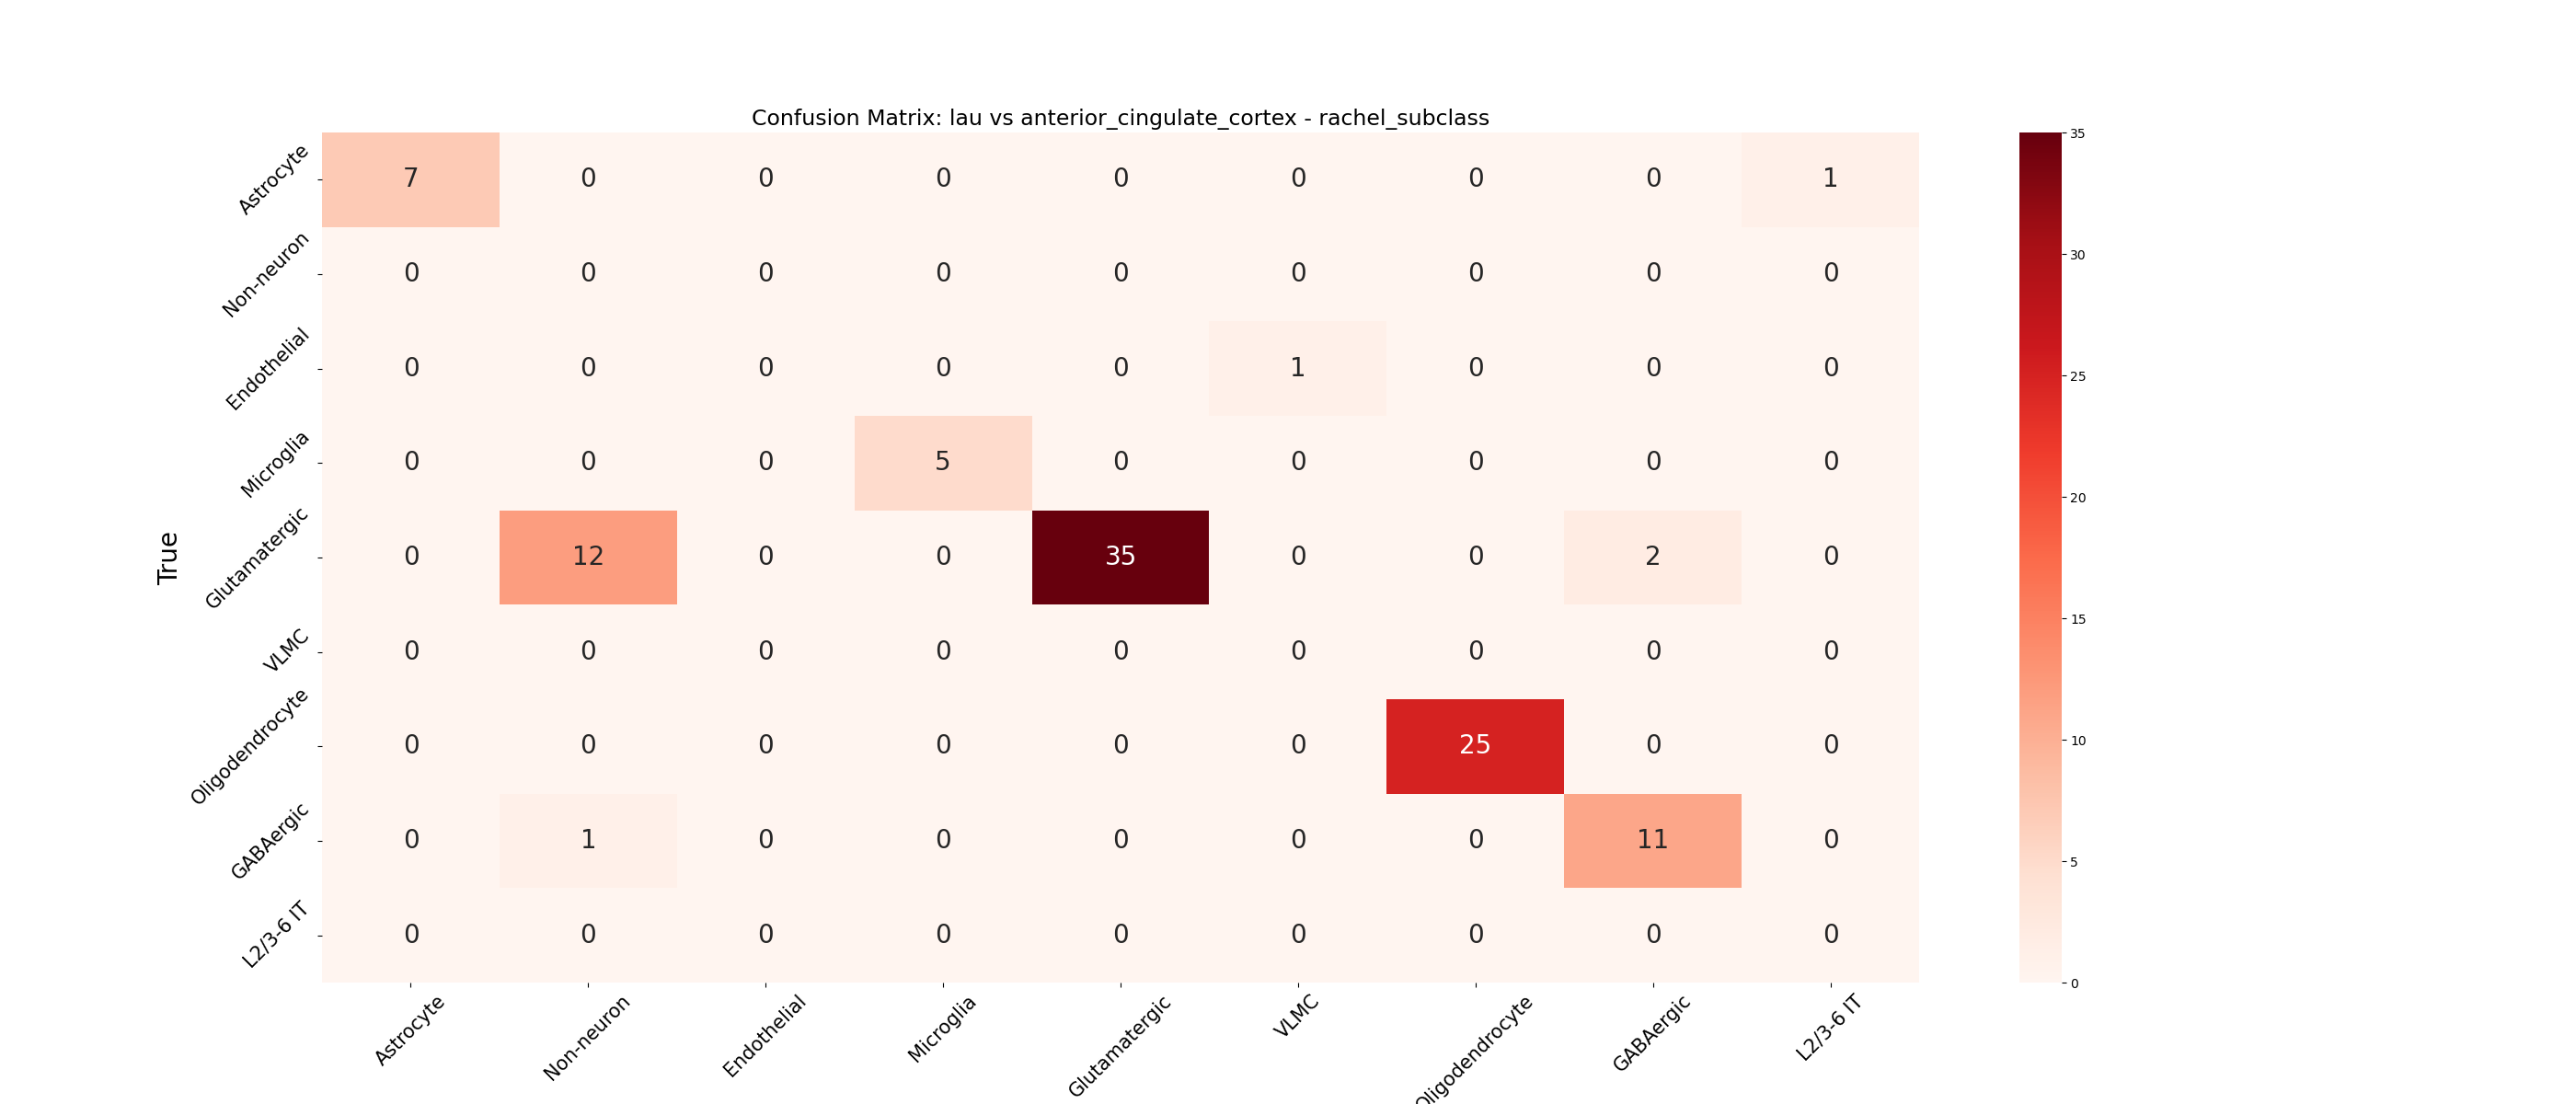 Confusion Matrix: lau vs anterior_cingulate_cortex - rachel_subclass
True
Astrocyte 7 0 0 0 0 0 0 0 1
Non-neuron 0 0 0 0 0 0 0 0 0
Endothelial 0 0 0 0 0 1 0 0 0
Microglia 0 0 0 5 0 0 0 0 0
Glutamatergic 0 12 0 0 35 0 0 2 0
VLMC 0 0 0 0 0 0 0 0 0
Oligodendrocyte 0 0 0 0 0 0 25 0 0
GABAergic 0 1 0 0 0 0 0 11 0
L2/3-6 IT 0 0 0 0 0 0 0 0 0
Astrocyte Non-neuron Endothelial Microglia Glutamatergic VLMC Oligodendrocyte GABAergic L2/3-6 IT
35
30
25
20
15
10
5
0